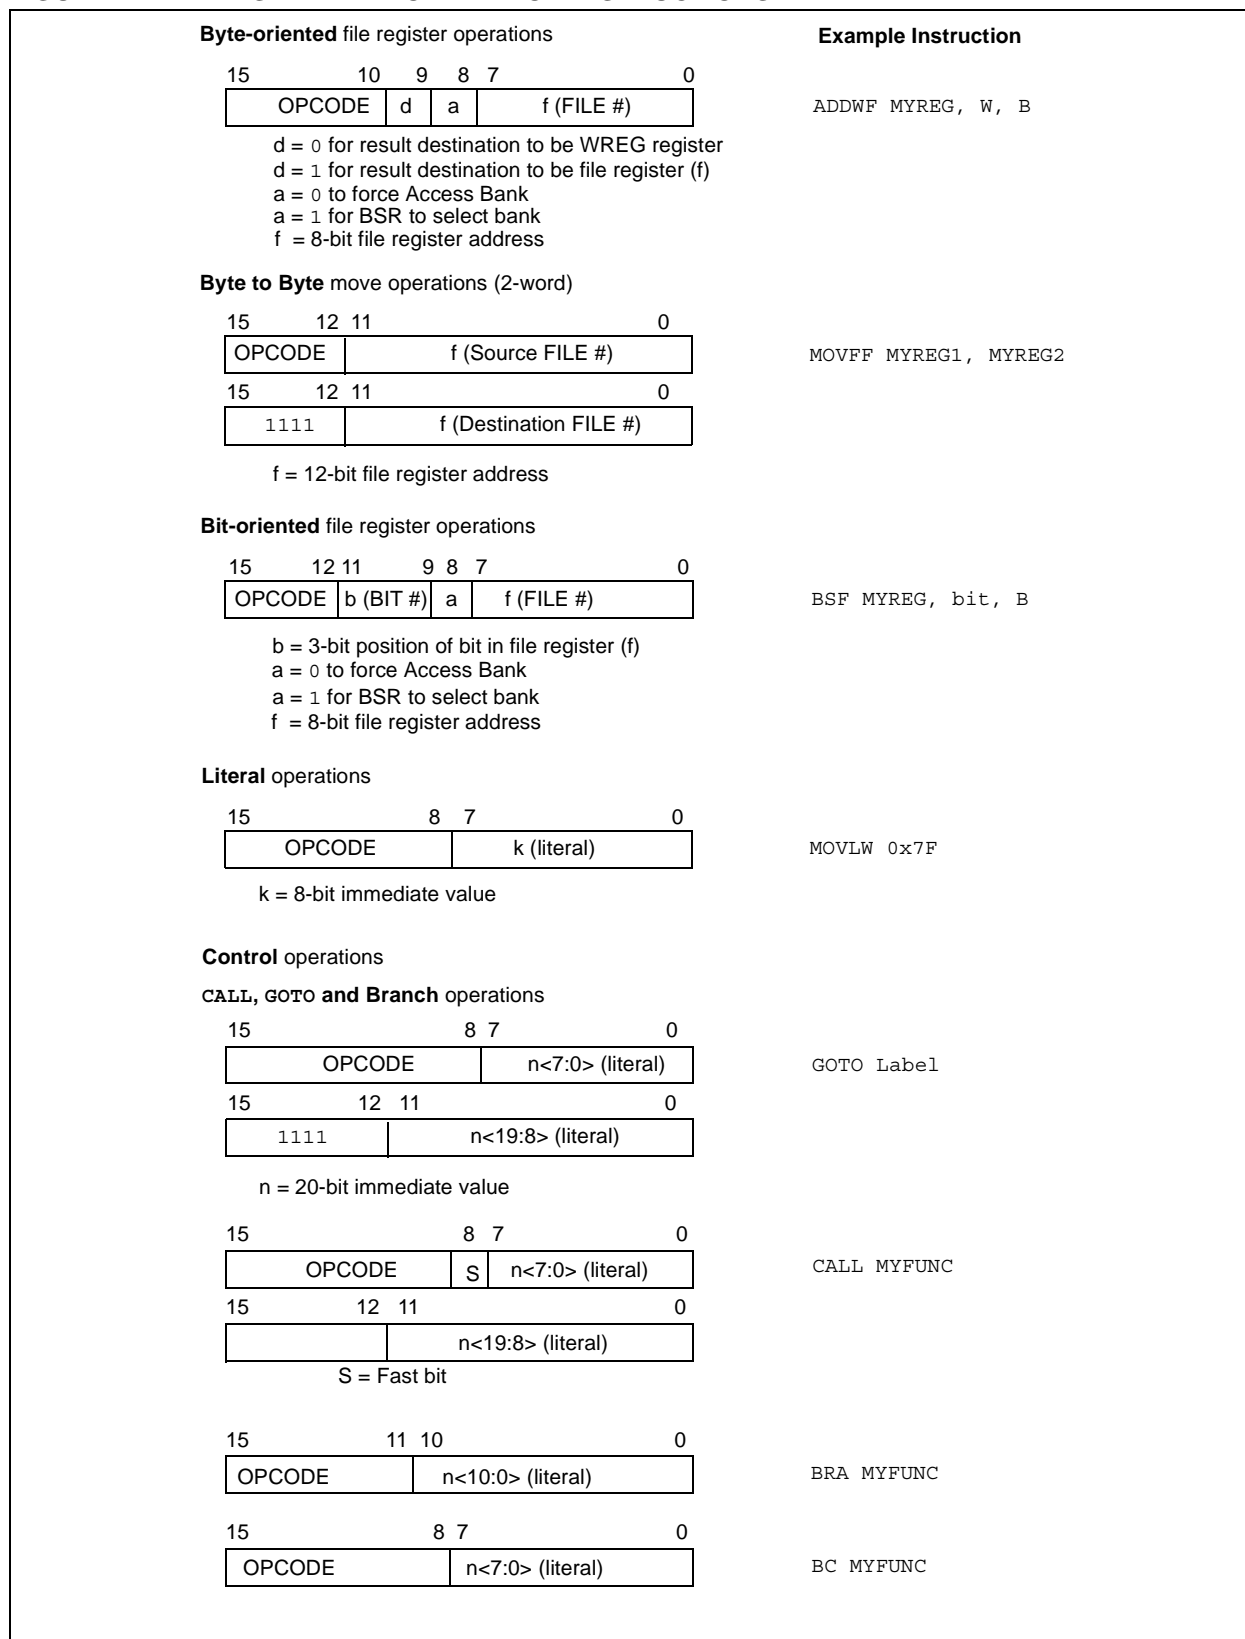 Byte-oriented file register operations
Example Instruction
15 10 9 8 7 0
OPCODE d a f (FILE #)
ADDWF MYREG, W, B
d = 0 for result destination to be WREG register
d = 1 for result destination to be file register (f)
a = 0 to force Access Bank
a = 1 for BSR to select bank
f = 8-bit file register address
Byte to Byte move operations (2-word)
15 12 11 0
OPCODE f (Source FILE #)
MOVFF MYREG1, MYREG2
15 12 11 0
1111 f (Destination FILE #)
f = 12-bit file register address
Bit-oriented file register operations
15 12 11 9 8 7 0
OPCODE b (BIT #) a f (FILE #)
BSF MYREG, bit, B
b = 3-bit position of bit in file register (f)
a = 0 to force Access Bank
a = 1 for BSR to select bank
f = 8-bit file register address
Literal operations
15 8 7 0
OPCODE k (literal)
MOVLW 0x7F
k = 8-bit immediate value
Control operations
CALL, GOTO and Branch operations
15 8 7 0
OPCODE n<7:0> (literal)
GOTO Label
15 12 11 0
1111 n<19:8> (literal)
n = 20-bit immediate value
15 8 7 0
OPCODE S n<7:0> (literal)
CALL MYFUNC
15 12 11 0
n<19:8> (literal)
S = Fast bit
15 11 10 0
OPCODE n<10:0> (literal)
BRA MYFUNC
15 8 7 0
OPCODE n<7:0> (literal)
BC MYFUNC